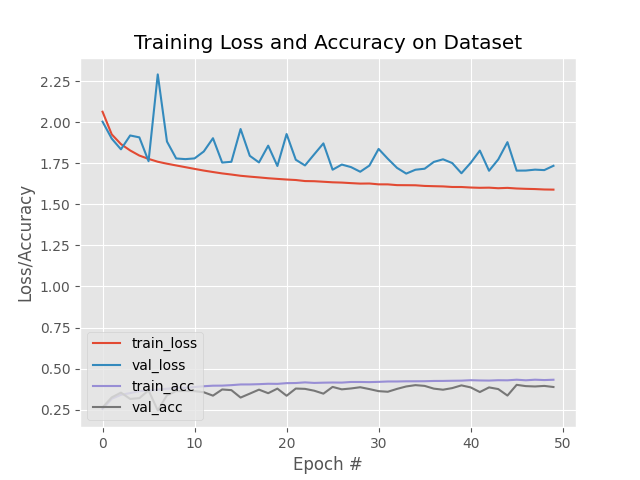 Training Loss and Accuracy on Dataset
Loss/Accuracy
2.25
2.00
1.75
1.50
1.25
1.00
0.75
0.50
0.25
train_loss
val_loss
train_acc
val_acc
0 10 20 30 40 50
Epoch #